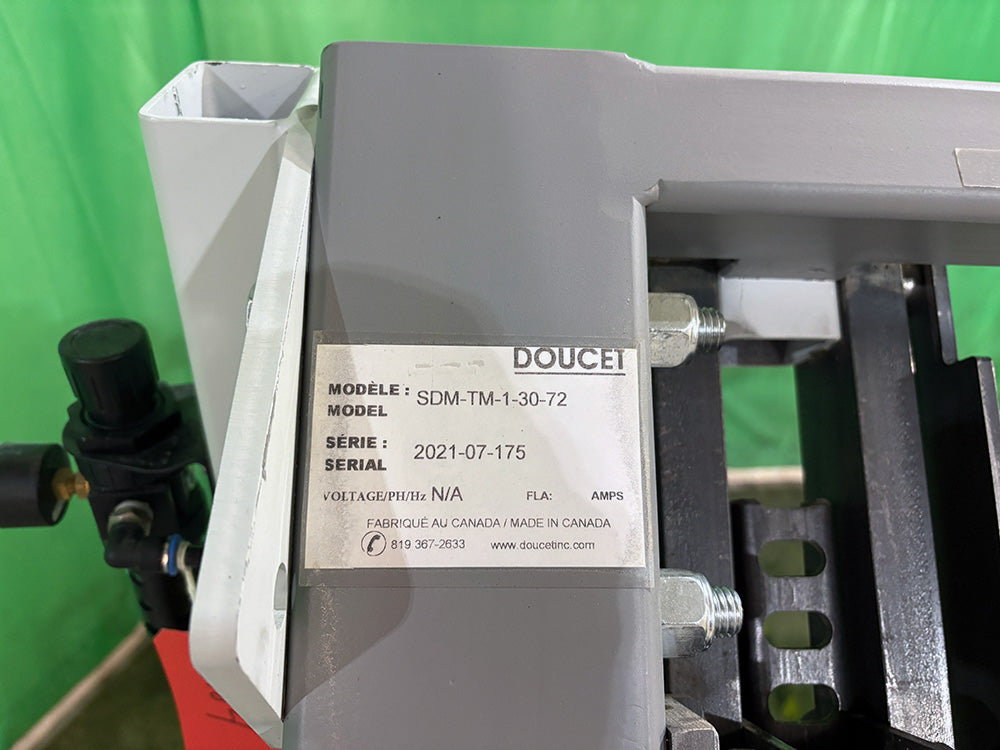 DOUCET
MODÈLE : SDM-TM-1-30-72
MODEL
SÉRIE : 2021-07-175
SERIAL
VOLTAGE/PH/Hz N/A FLA: AMPS
FABRIQUÉ AU CANADA / MADE IN CANADA
819 367-2633 www.doucetinc.com